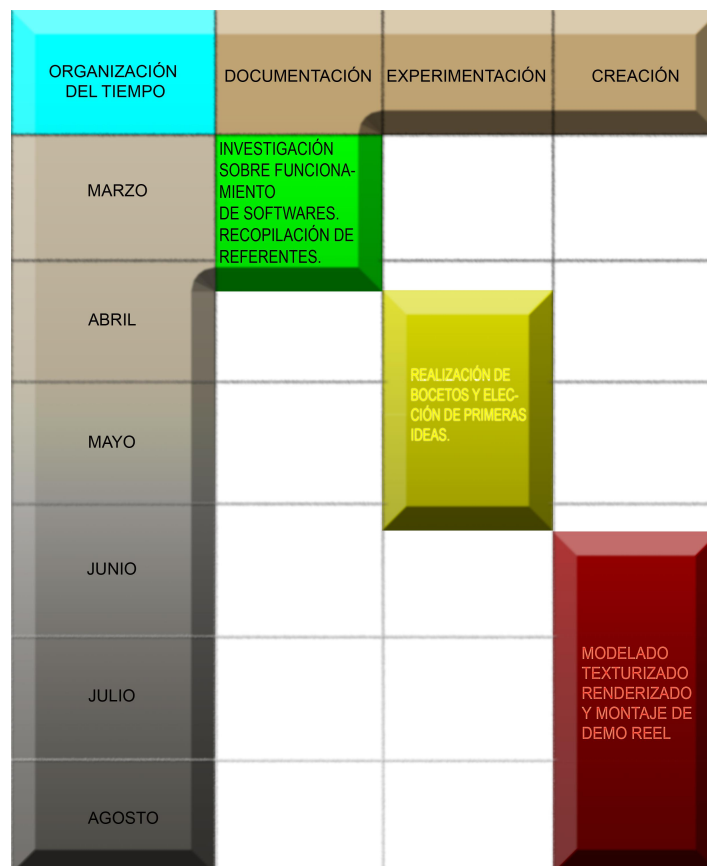 ORGANIZACIÓN
DEL TIEMPO
DOCUMENTACIÓN
EXPERIMENTACIÓN
CREACIÓN
MARZO
INVESTIGACIÓN
SOBRE FUNCIONA-
MIENTO
DE SOFTWARES.
RECOPILACIÓN DE
REFERENTES.
ABRIL
REALIZACIÓN DE
BOCETOS Y ELEC-
CIÓN DE PRIMERAS
IDEAS.
MAYO
JUNIO
MODELADO
TEXTURIZADO
RENDERIZADO
Y MONTAJE DE
DEMO REEL
JULIO
AGOSTO